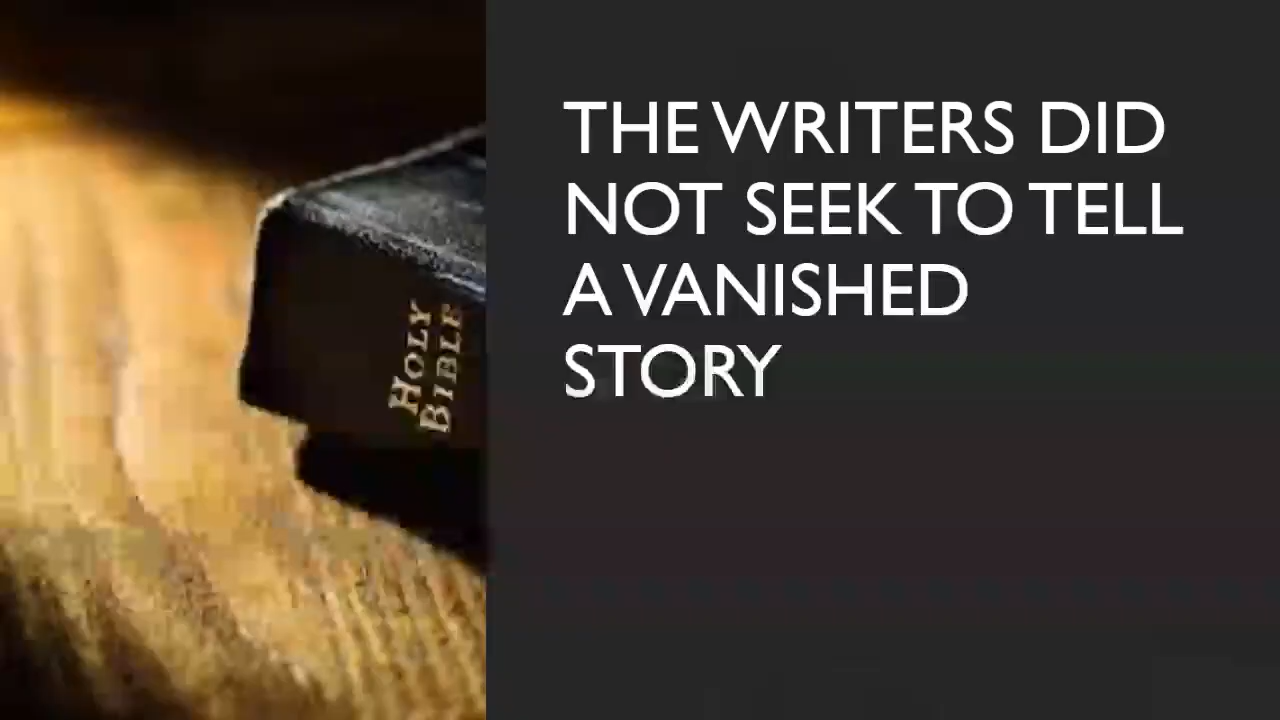 HOLY
BIBLE
THE WRITERS DID
NOT SEEK TO TELL
A VANISHED
STORY